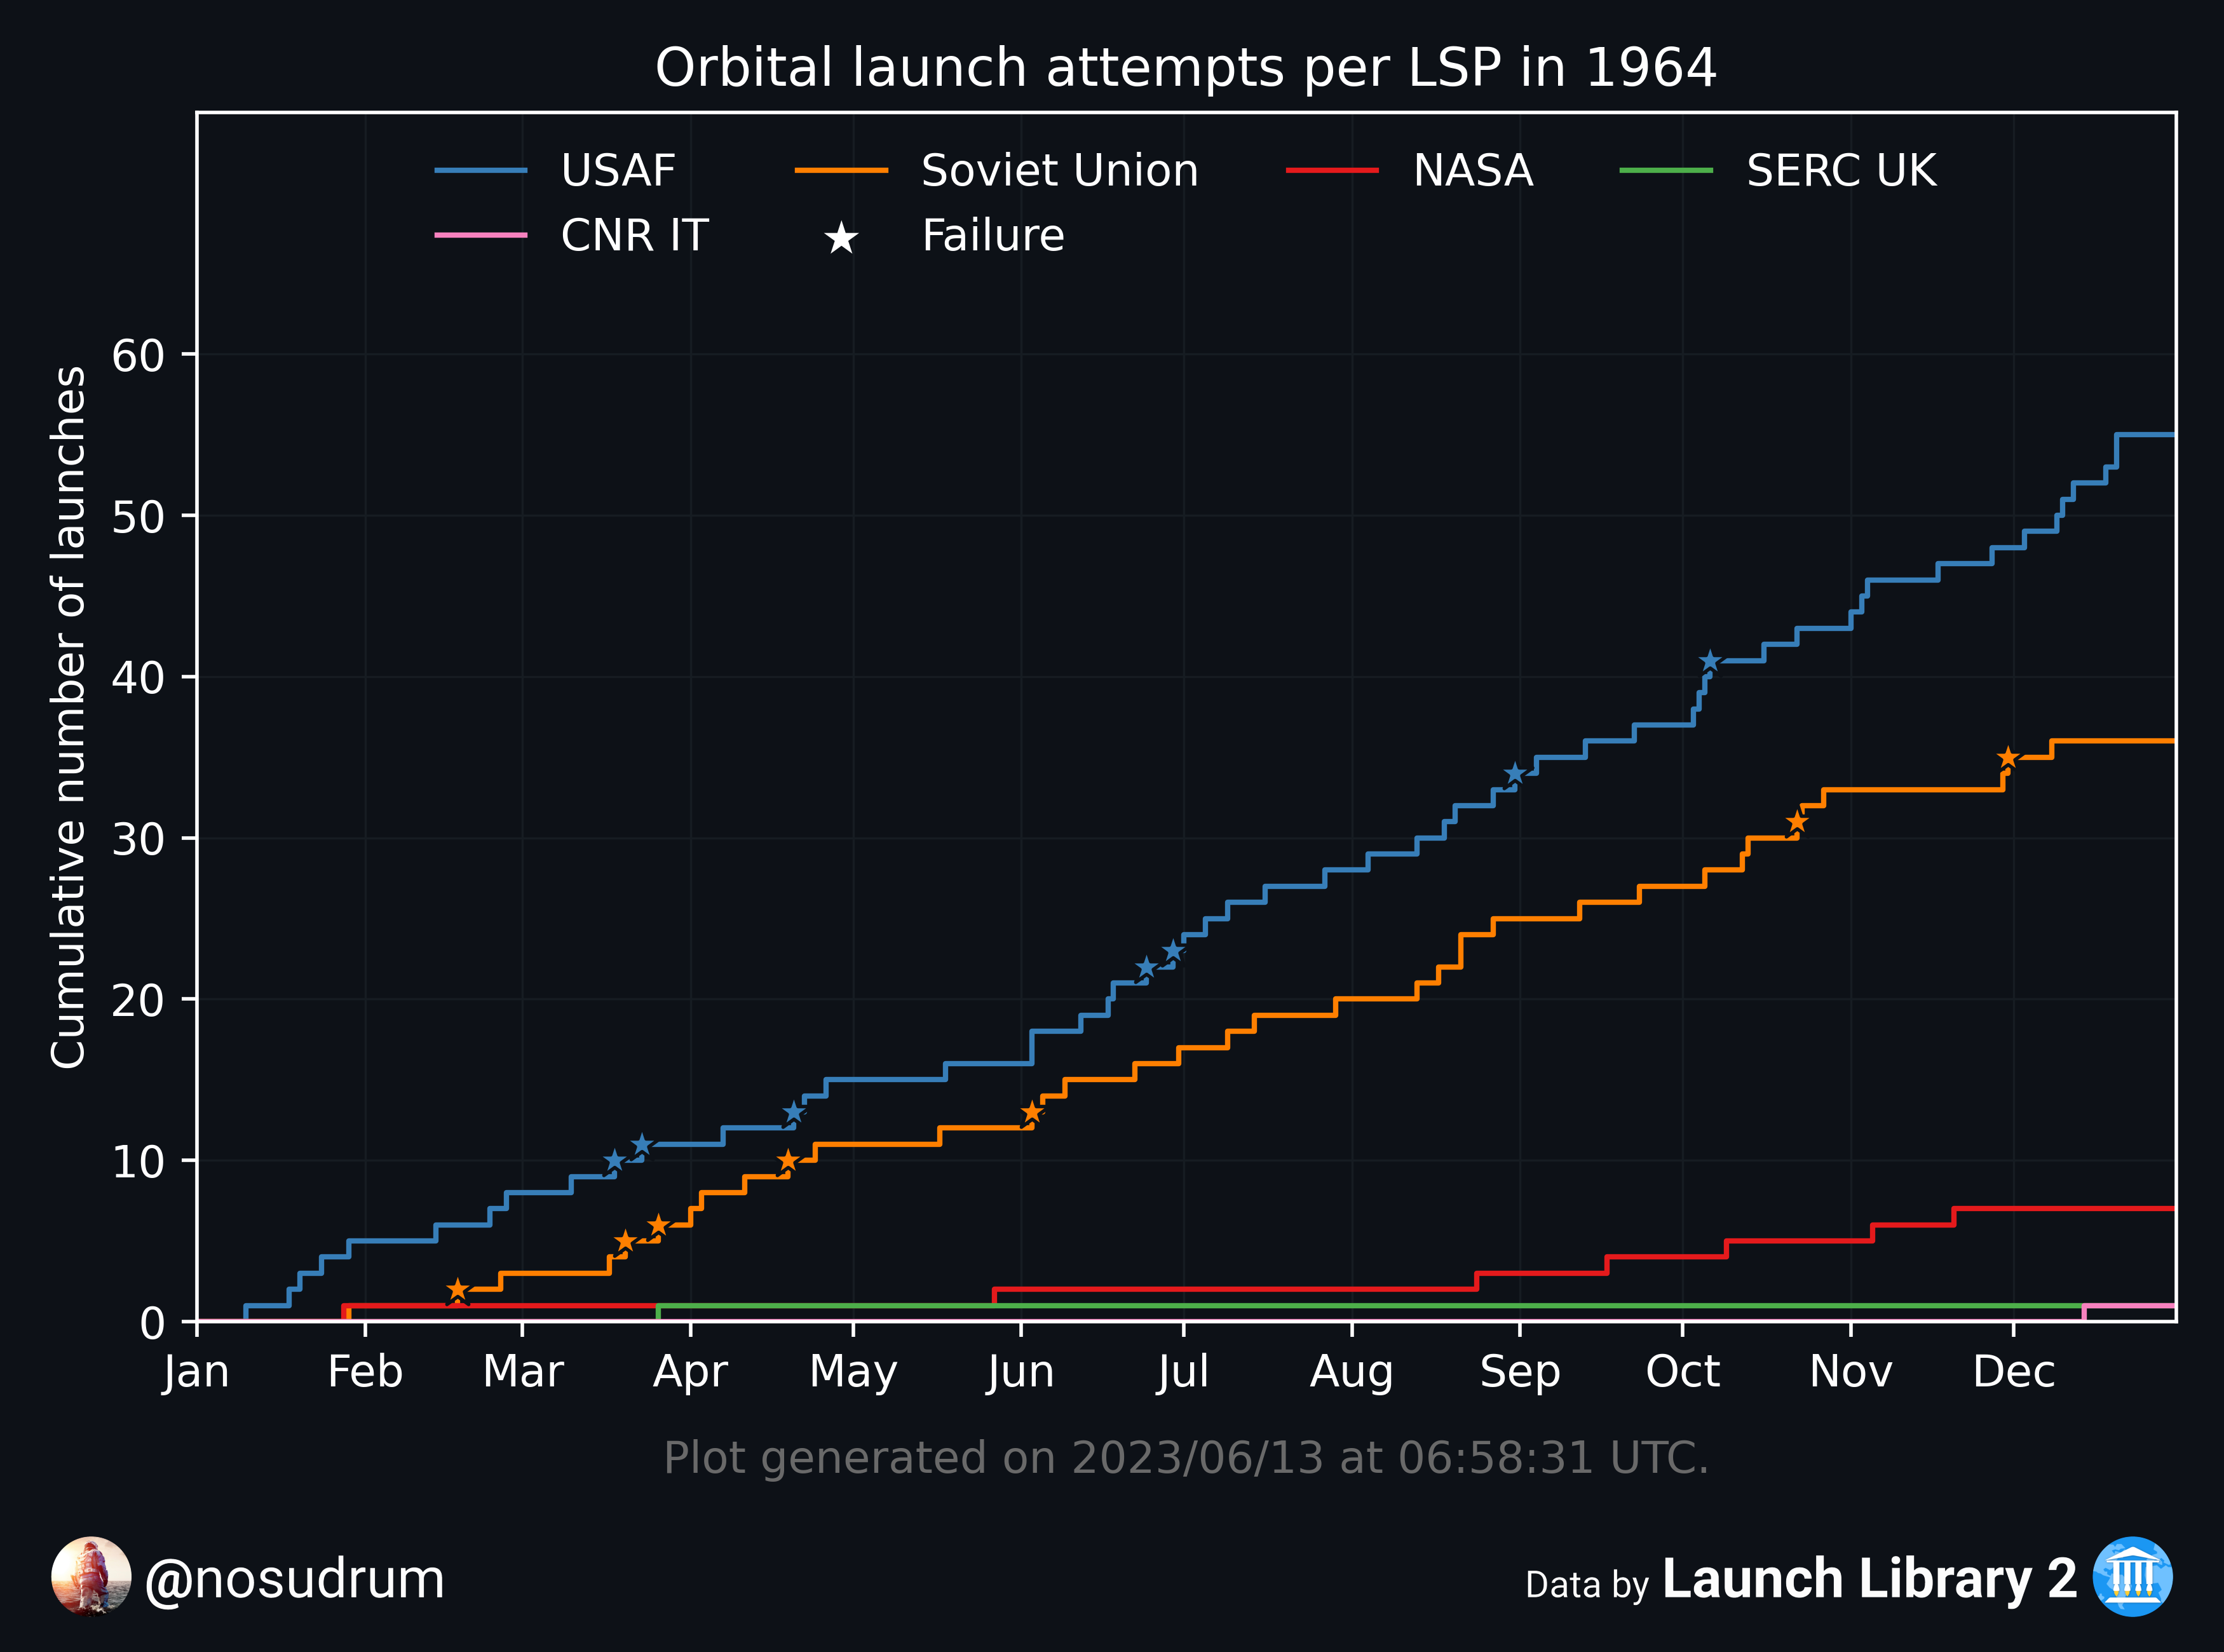 Orbital launch attempts per LSP in 1964
USAF Soviet Union NASA SERC UK
CNR IT Failure
Cumulative number of launches
60
50
40
30
20
10
0
Jan Feb Mar Apr May Jun Jul Aug Sep Oct Nov Dec
Plot generated on 2023/06/13 at 06:58:31 UTC.
@nosudrum
Data by Launch Library 2